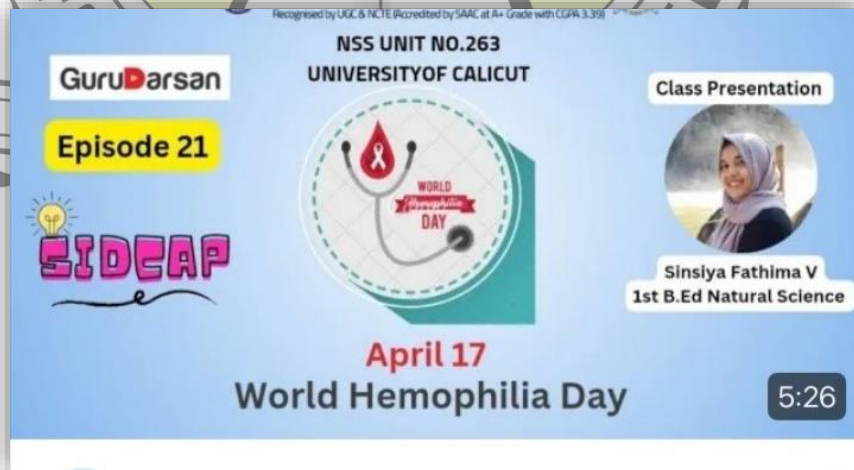 Recognised by UGC & NCTE (Accredited by SAAC at A+ Grade with CGPA 3.39)
NSS UNIT NO.263
UNIVERSITYOF CALICUT
GuruDarsan
Episode 21
SIDCAP
WORLD
Hemophilia
DAY
Class Presentation
Sinsiya Fathima V
1st B.Ed Natural Science
April 17
World Hemophilia Day
5:26